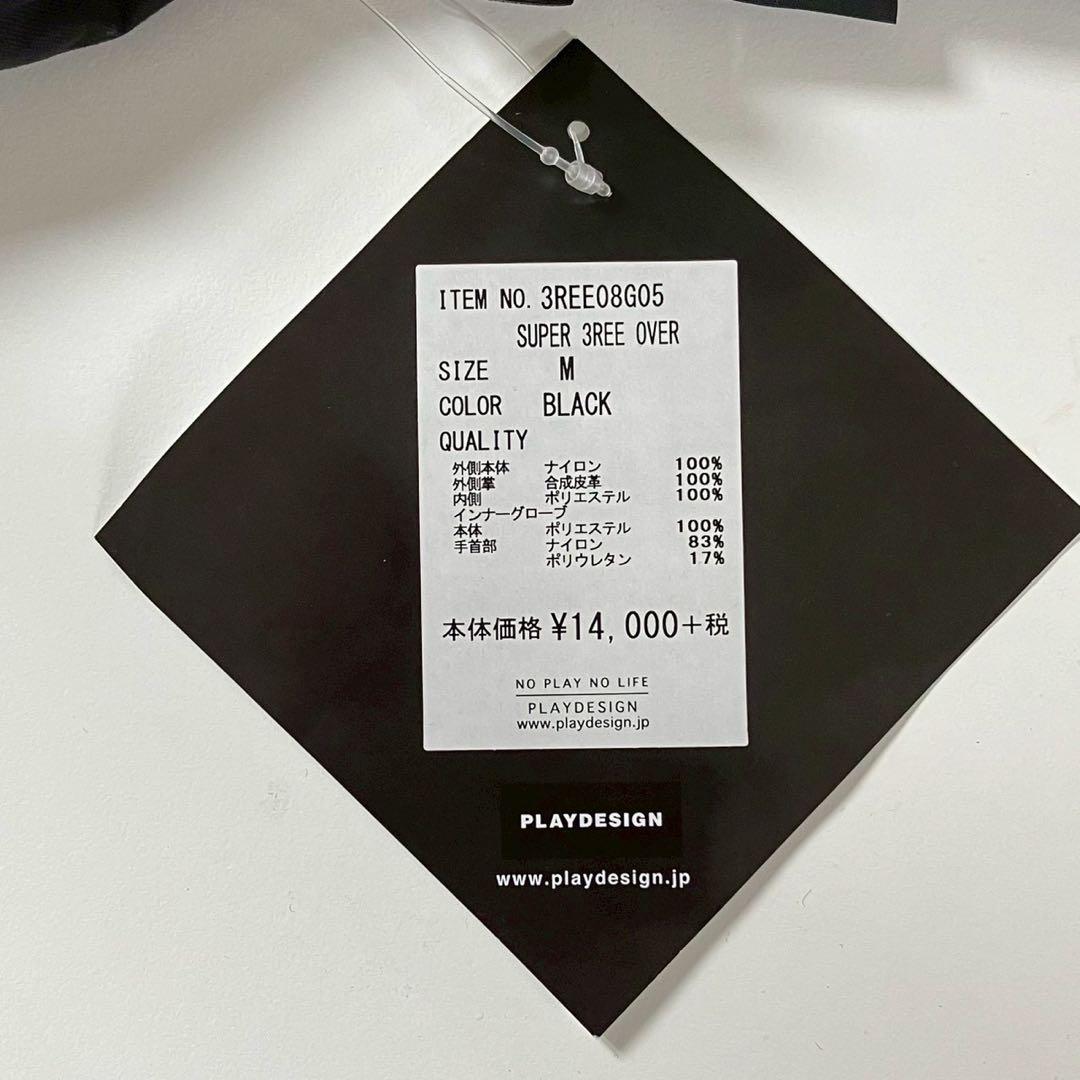 ITEM NO. 3REE08G05
SUPER 3REE OVER
SIZE M
COLOR BLACK
QUALITY
外側本体 ナイロン 100%
外側掌 合成皮革 100%
内側 ポリエステル 100%
インナーグローブ
本体 ポリエステル 100%
手首部 ナイロン 83%
ポリウレタン 17%
本体価格 ¥14,000+税
NO PLAY NO LIFE
PLAYDESIGN
www.playdesign.jp
PLAYDESIGN
www.playdesign.jp